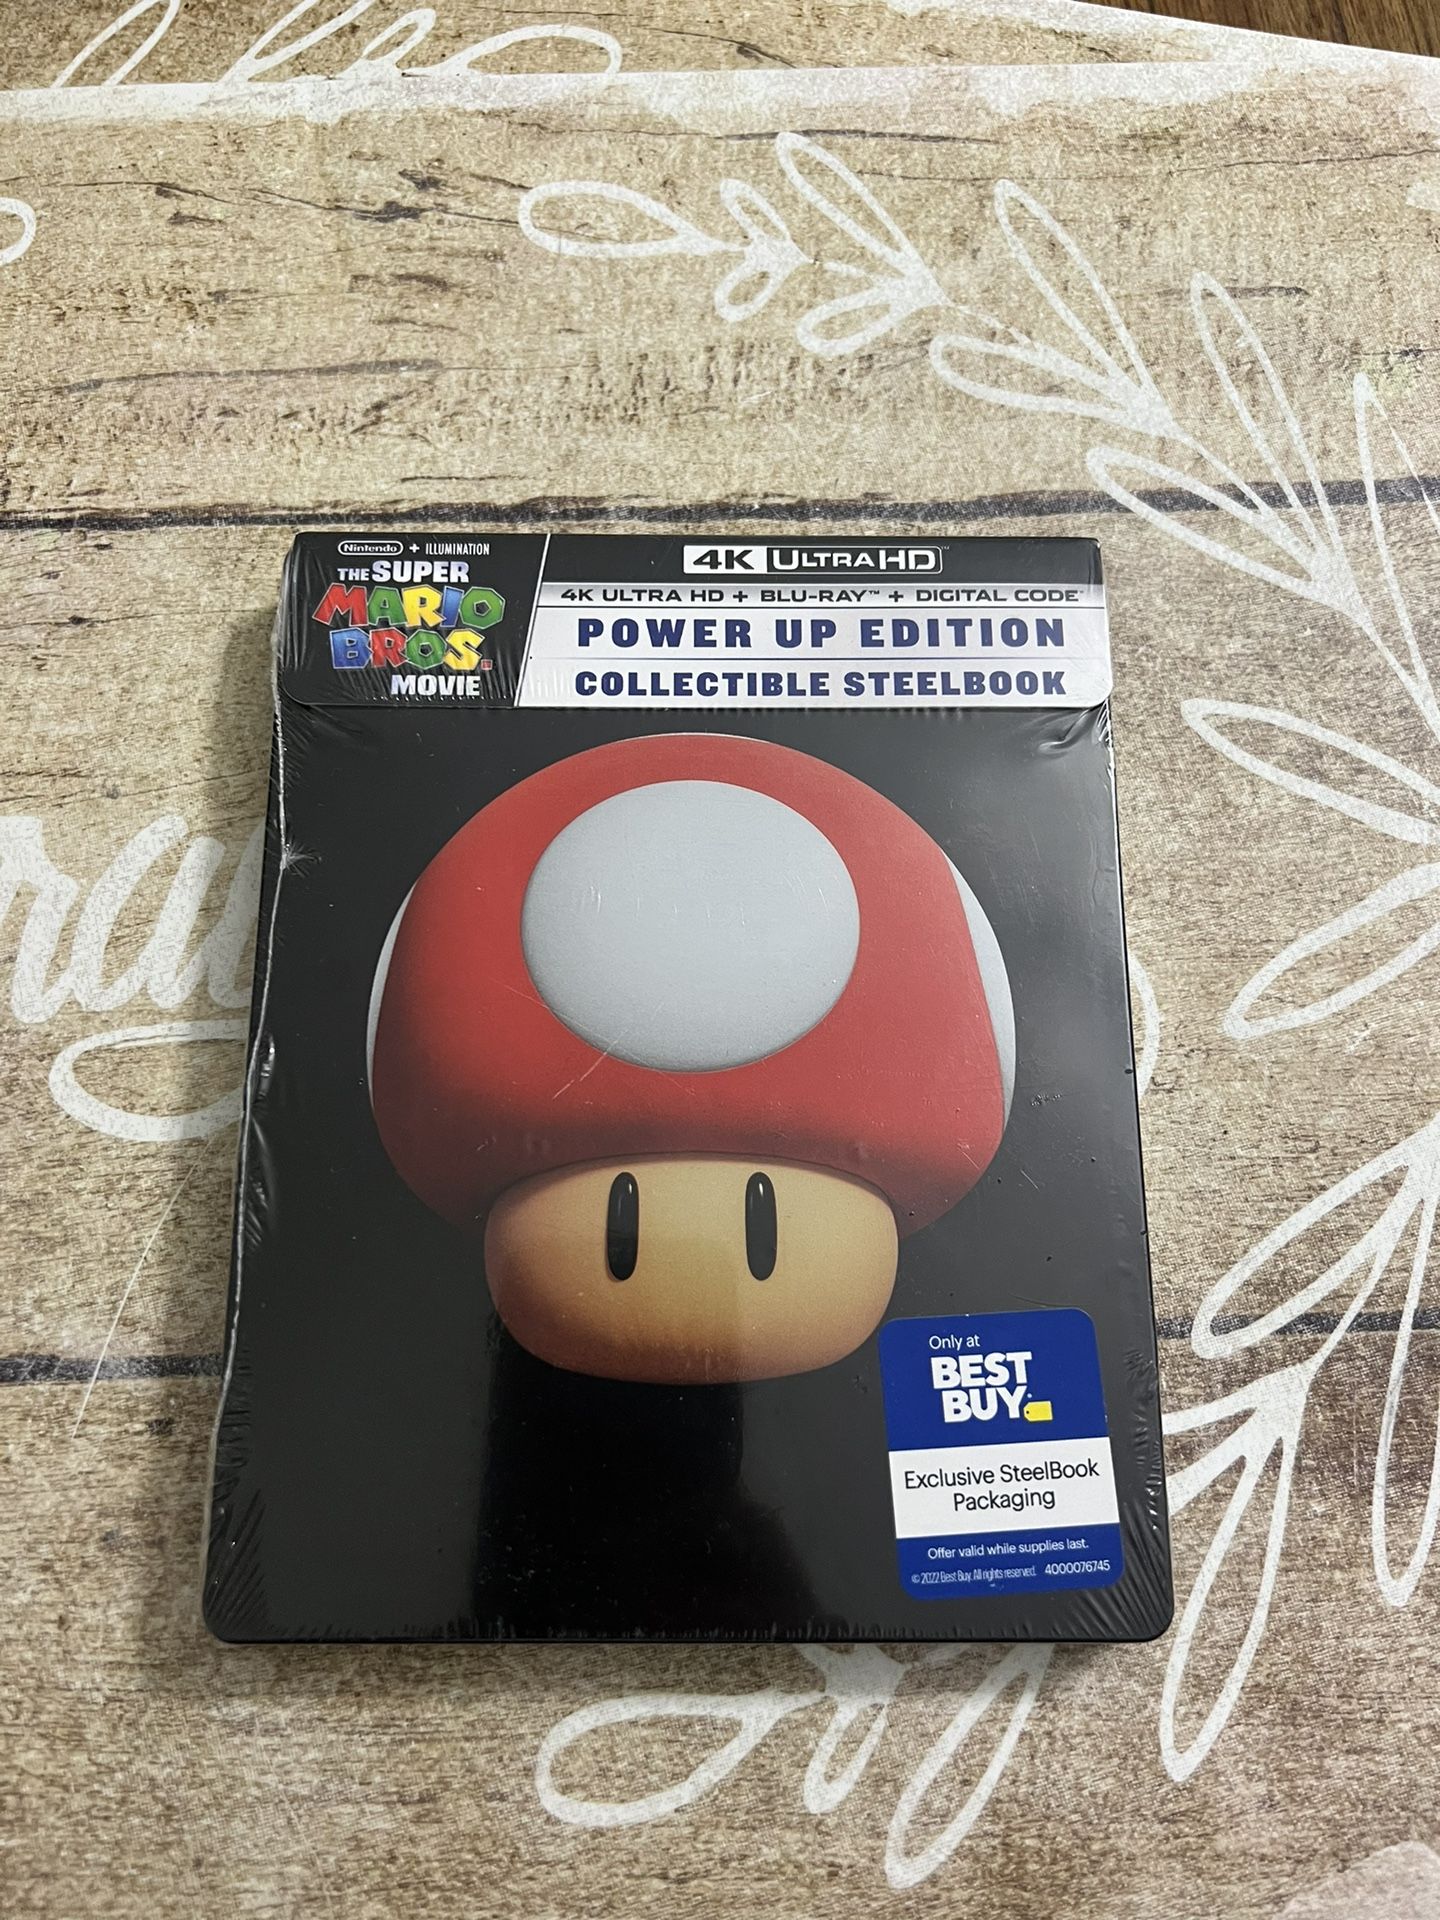 Nintendo + ILLUMINATION
THE SUPER
MARIO
BROS.
MOVIE
4K ULTRA HD™
4K ULTRA HD + BLU-RAY™ + DIGITAL CODE
POWER UP EDITION
COLLECTIBLE STEELBOOK
Only at
BEST
BUY
Exclusive SteelBook
Packaging
Offer valid while supplies last.
© 2022 Best Buy. All rights reserved. 4000076745